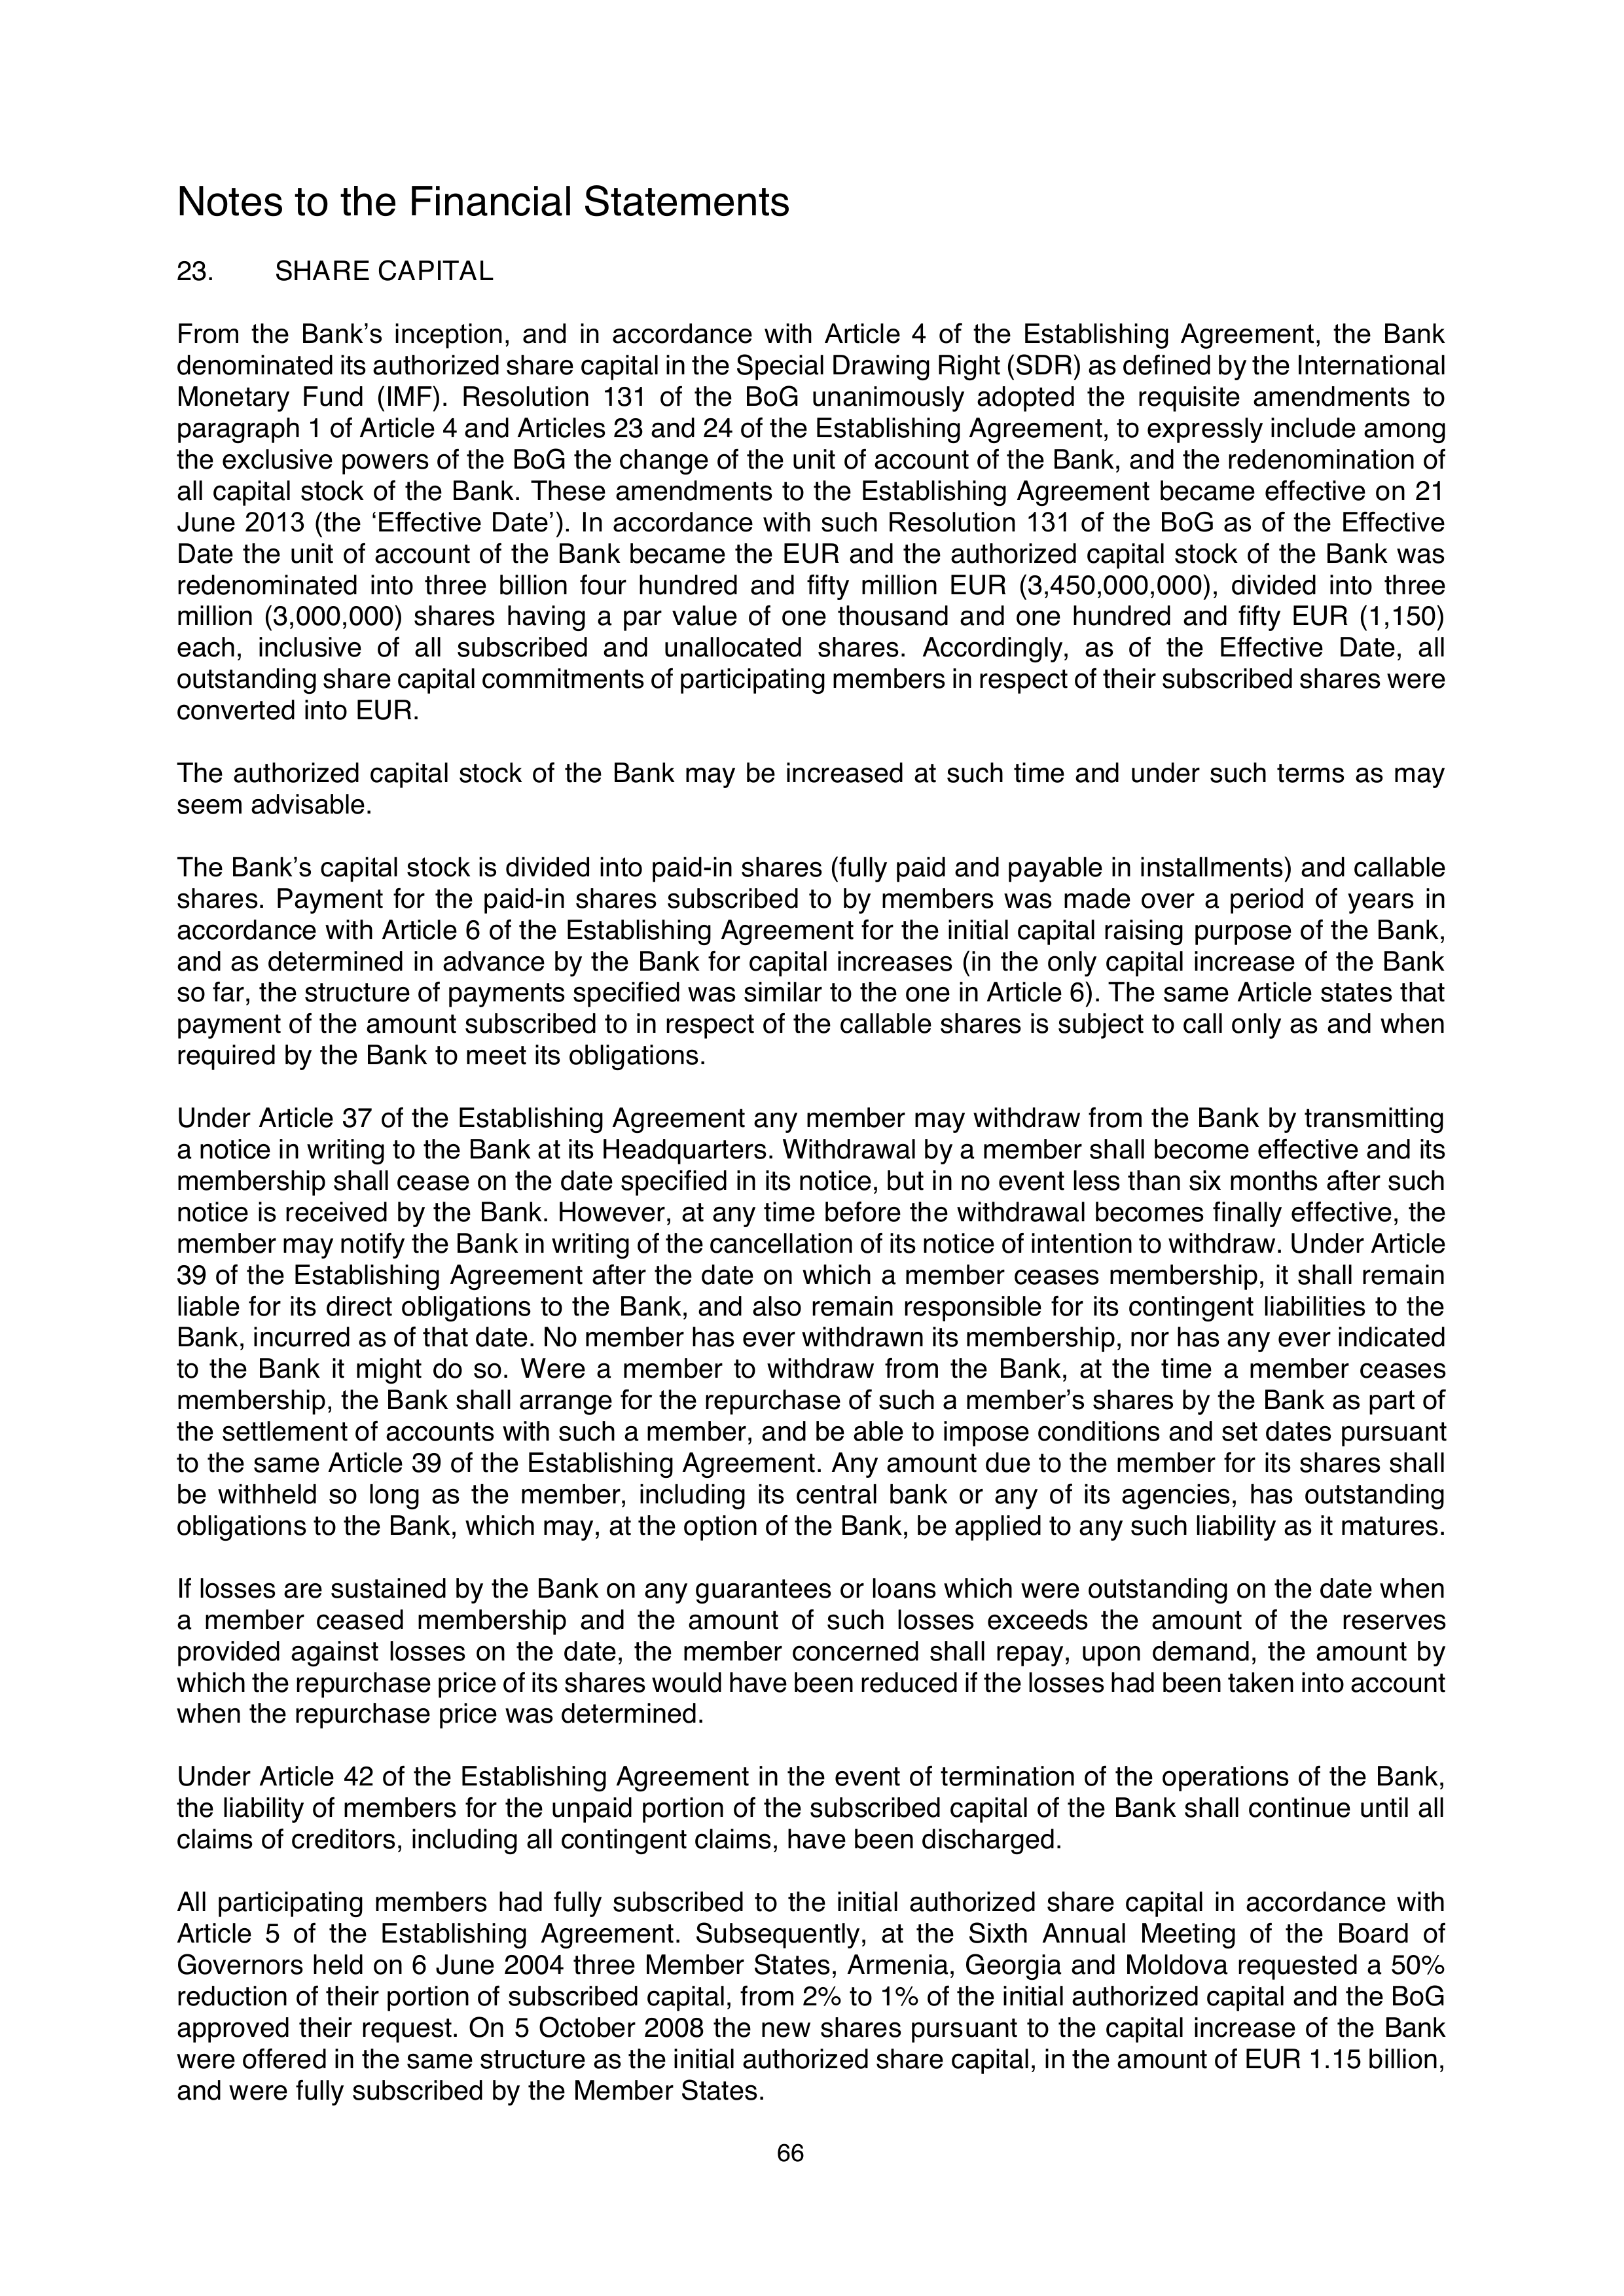 Notes to the Financial Statements
23. SHARE CAPITAL
From the Bank’s inception, and in accordance with Article 4 of the Establishing Agreement, the Bank
denominated its authorized share capital in the Special Drawing Right (SDR) as defined by the International
Monetary Fund (IMF). Resolution 131 of the BoG unanimously adopted the requisite amendments to
paragraph 1 of Article 4 and Articles 23 and 24 of the Establishing Agreement, to expressly include among
the exclusive powers of the BoG the change of the unit of account of the Bank, and the redenomination of
all capital stock of the Bank. These amendments to the Establishing Agreement became effective on 21
June 2013 (the ‘Effective Date’). In accordance with such Resolution 131 of the BoG as of the Effective
Date the unit of account of the Bank became the EUR and the authorized capital stock of the Bank was
redenominated into three billion four hundred and fifty million EUR (3,450,000,000), divided into three
million (3,000,000) shares having a par value of one thousand and one hundred and fifty EUR (1,150)
each, inclusive of all subscribed and unallocated shares. Accordingly, as of the Effective Date, all
outstanding share capital commitments of participating members in respect of their subscribed shares were
converted into EUR.
The authorized capital stock of the Bank may be increased at such time and under such terms as may
seem advisable.
The Bank’s capital stock is divided into paid-in shares (fully paid and payable in installments) and callable
shares. Payment for the paid-in shares subscribed to by members was made over a period of years in
accordance with Article 6 of the Establishing Agreement for the initial capital raising purpose of the Bank,
and as determined in advance by the Bank for capital increases (in the only capital increase of the Bank
so far, the structure of payments specified was similar to the one in Article 6). The same Article states that
payment of the amount subscribed to in respect of the callable shares is subject to call only as and when
required by the Bank to meet its obligations.
Under Article 37 of the Establishing Agreement any member may withdraw from the Bank by transmitting
a notice in writing to the Bank at its Headquarters. Withdrawal by a member shall become effective and its
membership shall cease on the date specified in its notice, but in no event less than six months after such
notice is received by the Bank. However, at any time before the withdrawal becomes finally effective, the
member may notify the Bank in writing of the cancellation of its notice of intention to withdraw. Under Article
39 of the Establishing Agreement after the date on which a member ceases membership, it shall remain
liable for its direct obligations to the Bank, and also remain responsible for its contingent liabilities to the
Bank, incurred as of that date. No member has ever withdrawn its membership, nor has any ever indicated
to the Bank it might do so. Were a member to withdraw from the Bank, at the time a member ceases
membership, the Bank shall arrange for the repurchase of such a member’s shares by the Bank as part of
the settlement of accounts with such a member, and be able to impose conditions and set dates pursuant
to the same Article 39 of the Establishing Agreement. Any amount due to the member for its shares shall
be withheld so long as the member, including its central bank or any of its agencies, has outstanding
obligations to the Bank, which may, at the option of the Bank, be applied to any such liability as it matures.
If losses are sustained by the Bank on any guarantees or loans which were outstanding on the date when
a member ceased membership and the amount of such losses exceeds the amount of the reserves
provided against losses on the date, the member concerned shall repay, upon demand, the amount by
which the repurchase price of its shares would have been reduced if the losses had been taken into account
when the repurchase price was determined.
Under Article 42 of the Establishing Agreement in the event of termination of the operations of the Bank,
the liability of members for the unpaid portion of the subscribed capital of the Bank shall continue until all
claims of creditors, including all contingent claims, have been discharged.
All participating members had fully subscribed to the initial authorized share capital in accordance with
Article 5 of the Establishing Agreement. Subsequently, at the Sixth Annual Meeting of the Board of
Governors held on 6 June 2004 three Member States, Armenia, Georgia and Moldova requested a 50%
reduction of their portion of subscribed capital, from 2% to 1% of the initial authorized capital and the BoG
approved their request. On 5 October 2008 the new shares pursuant to the capital increase of the Bank
were offered in the same structure as the initial authorized share capital, in the amount of EUR 1.15 billion,
and were fully subscribed by the Member States.
66